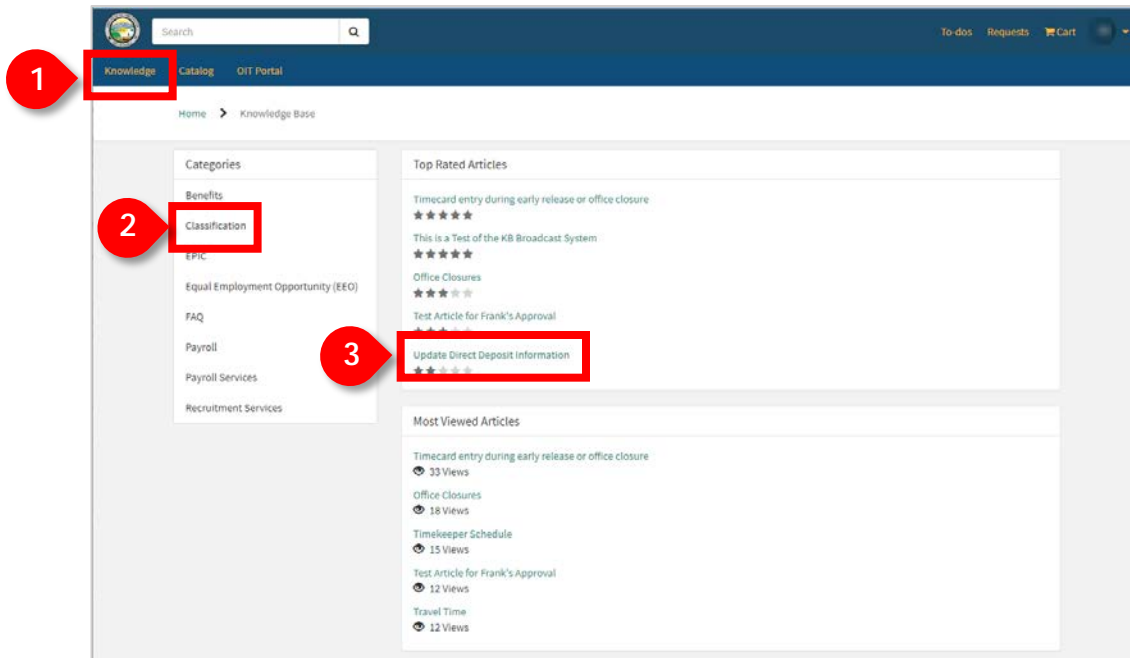 Search
To-dos Requests Cart
1
Knowledge Catalog OIT Portal
Home Knowledge Base
Categories
Benefits
2
Classification
EPIC
Equal Employment Opportunity (EEO)
FAQ
Payroll
Payroll Services
Recruitment Services
Top Rated Articles
Timecard entry during early release or office closure
This is a Test of the KB Broadcast System
Office Closures
Test Article for Frank's Approval
3
Update Direct Deposit Information
Most Viewed Articles
Timecard entry during early release or office closure
33 Views
Office Closures
18 Views
Timekeeper Schedule
15 Views
Test Article for Frank's Approval
12 Views
Travel Time
12 Views